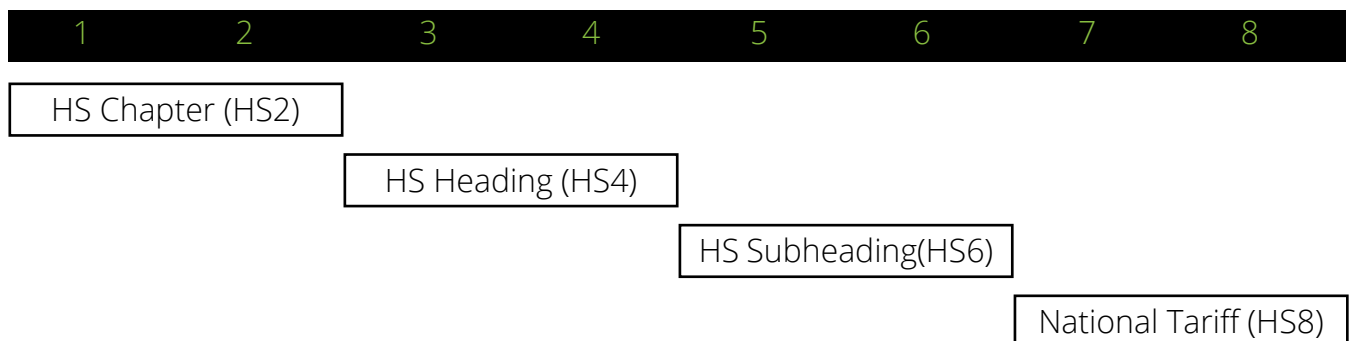 1 2 3 4 5 6 7 8
HS Chapter (HS2)
HS Heading (HS4)
HS Subheading(HS6)
National Tariff (HS8)